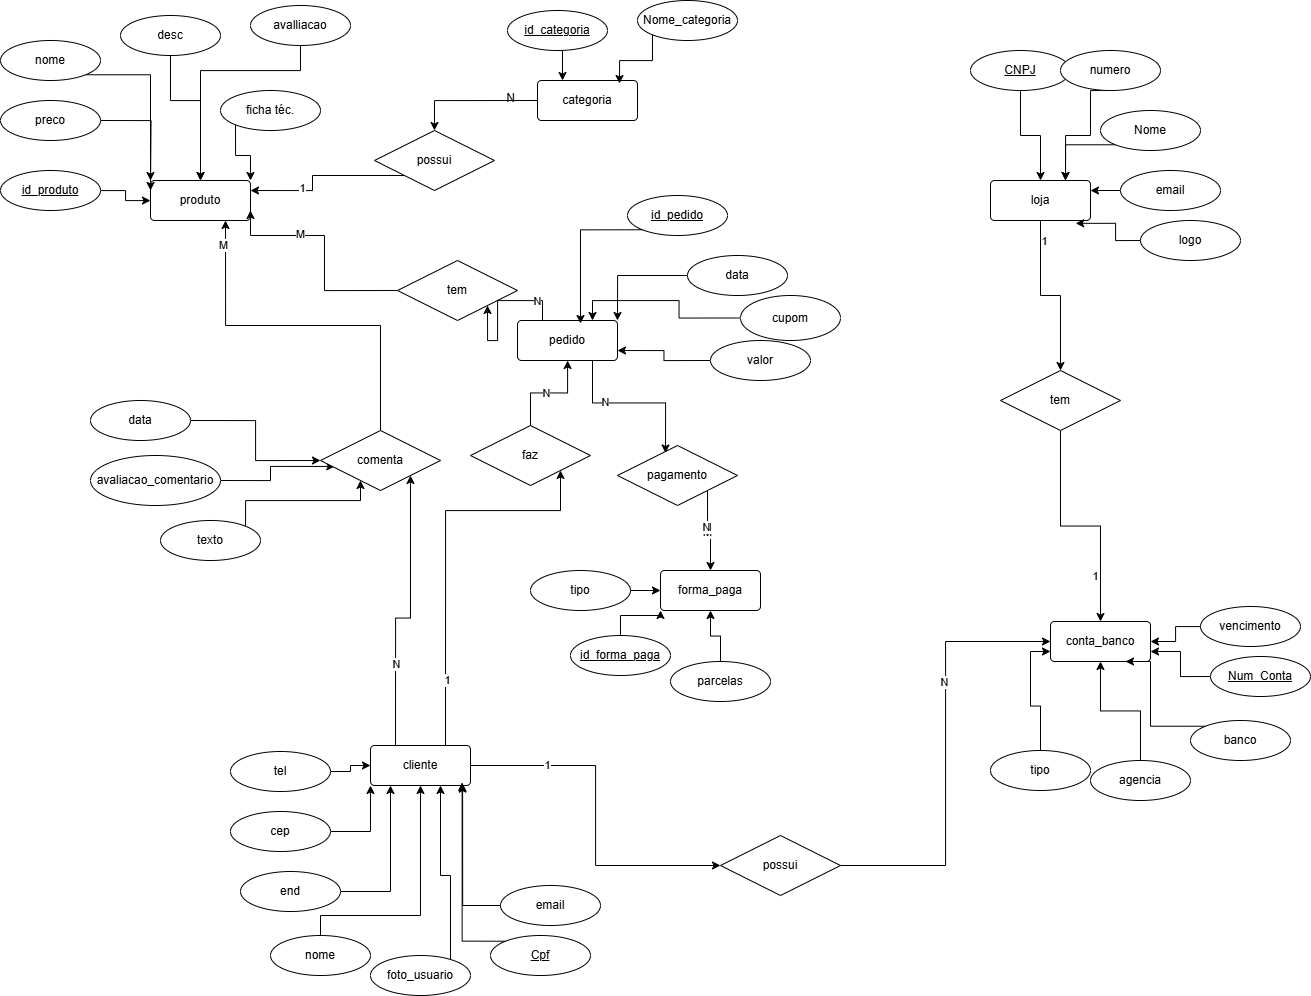 avalliacao
desc
nome
id_categoria
Nome_categoria
CNPJ
numero
preco
ficha téc.
N
categoria
Nome
possui
id_produto
produto
1
loja
email
id_pedido
M
M
1
logo
tem
data
N
cupom
pedido
valor
N
N
tem
data
comenta
faz
pagamento
avaliacao_comentario
texto
N
M
1
tipo
forma_paga
vencimento
conta_banco
id_forma_paga
N
Num_Conta
1
parcelas
N
banco
tel
cliente
1
tipo
agencia
cep
possui
end
email
nome
foto_usuario
Cpf